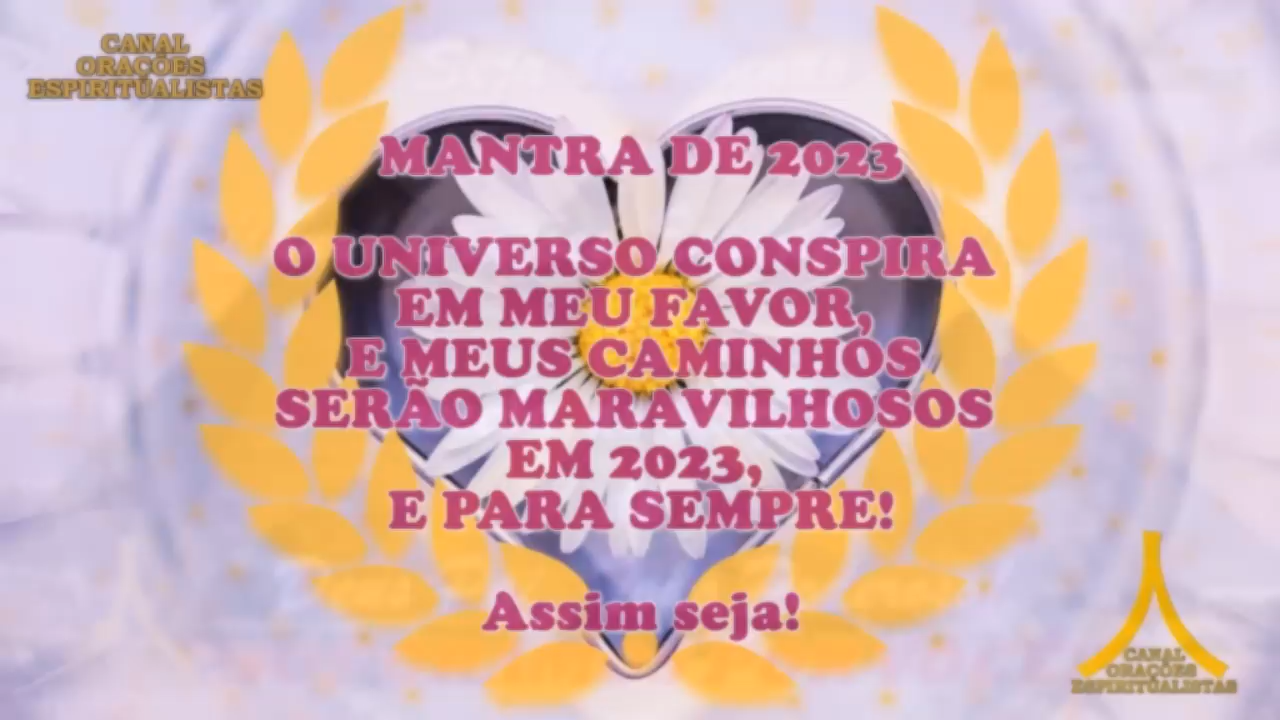 CANAL
ORAÇÕES
ESPIRITUALISTAS
MANTRA DE 2023
O UNIVERSO CONSPIRA
EM MEU FAVOR,
E MEUS CAMINHOS
SERÃO MARAVILHOSOS
EM 2023,
E PARA SEMPRE!
Assim seja!
CANAL
ORAÇÕES
ESPIRITUALISTAS